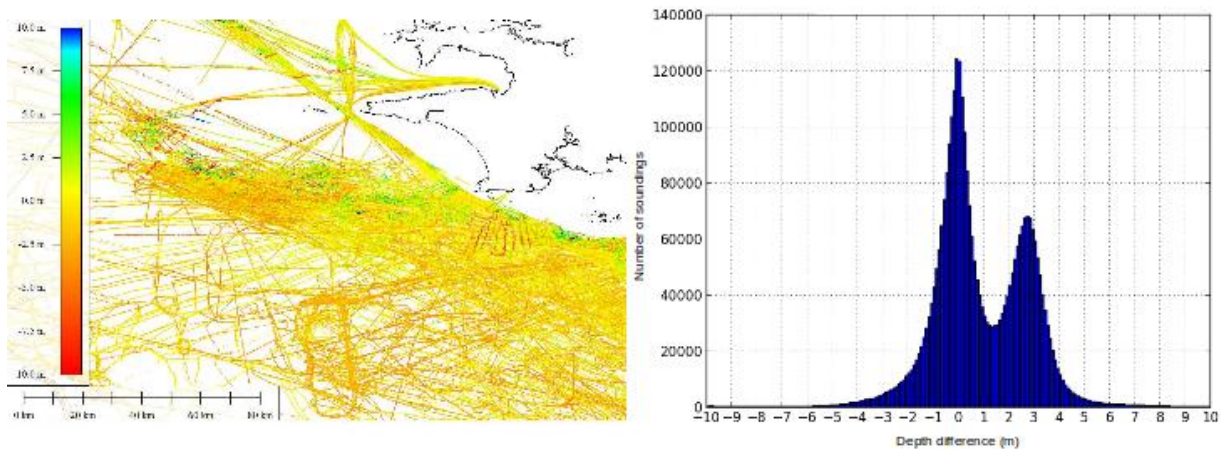 10.0 m
7.5 m
5.0 m
2.5 m
0.0 m
-2.5 m
-5.0 m
10.0 m
0 km
20 km
40 km
60 km
80 km
140000
120000
100000
80000
60000
40000
20000
0
−10 −9 −8 −7 −6 −5 −4 −3 −2 −1 0 1 2 3 4 5 6 7 8 9 10
Number of soundings
Depth difference (m)